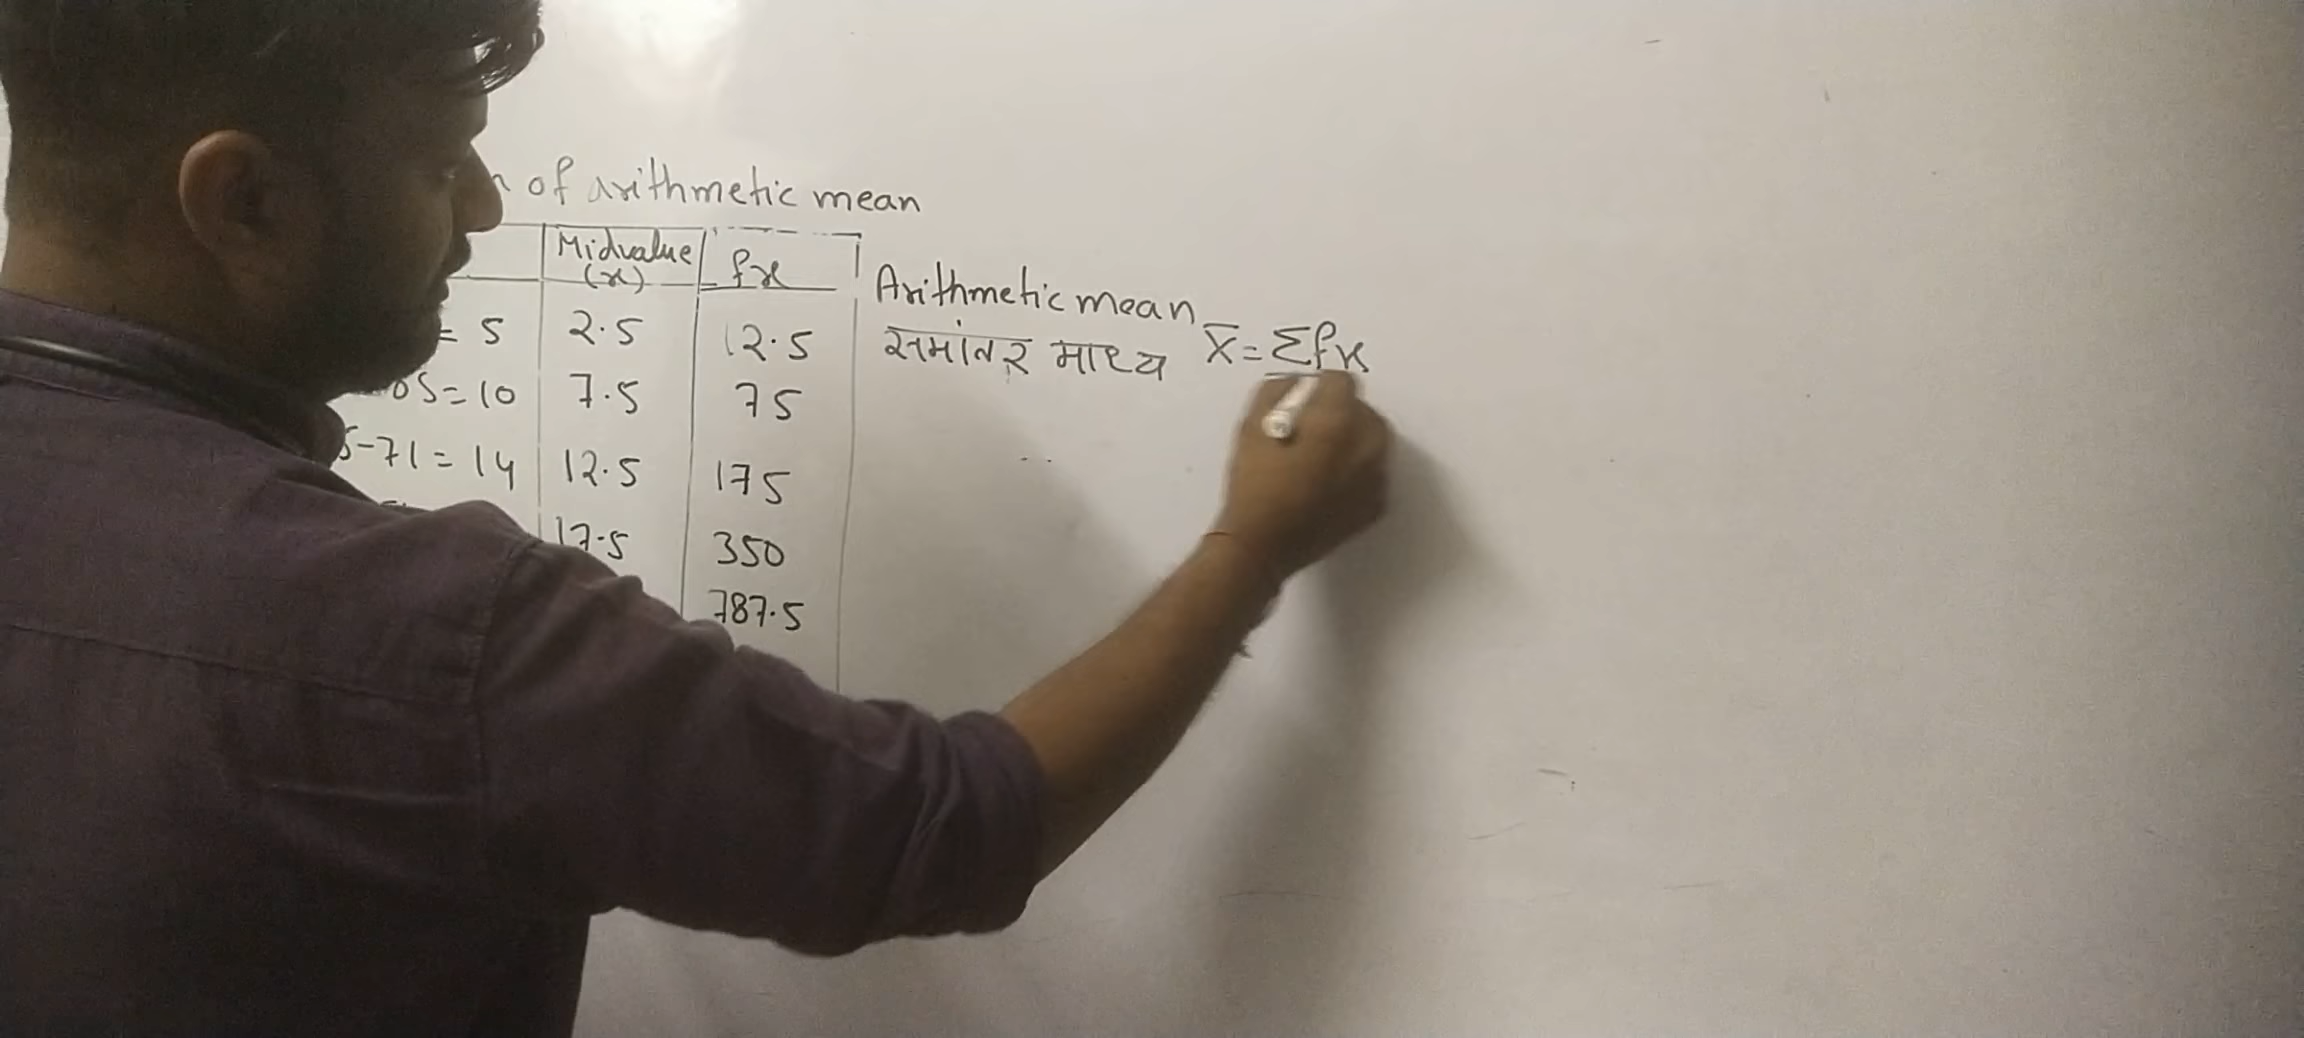 n of arithmetic mean
Midvalue
(x) fx
= 5 2.5 12.5
05=10 7.5 75
5-71=14 12.5 175
17.5 350
787.5
Arithmetic mean
समांतर माध्य x̄=Σfx